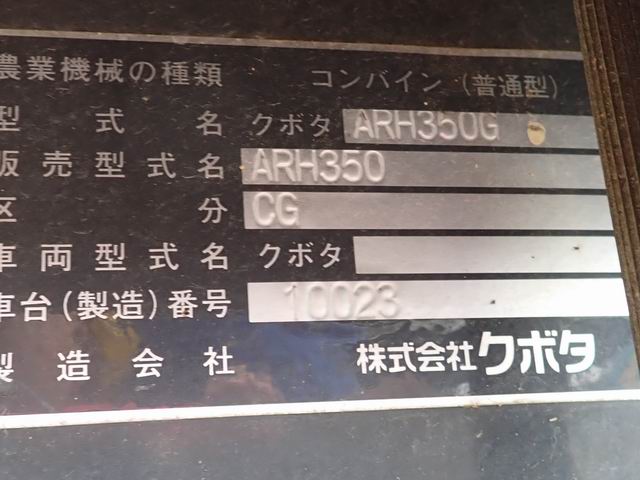 農業機械の種類 コンバイン（普通型）
型式名 クボタ ARH350G
販売型式名 ARH350
区分 CG
車両型式名 クボタ
車台(製造)番号 10023
製造会社 株式会社クボタ